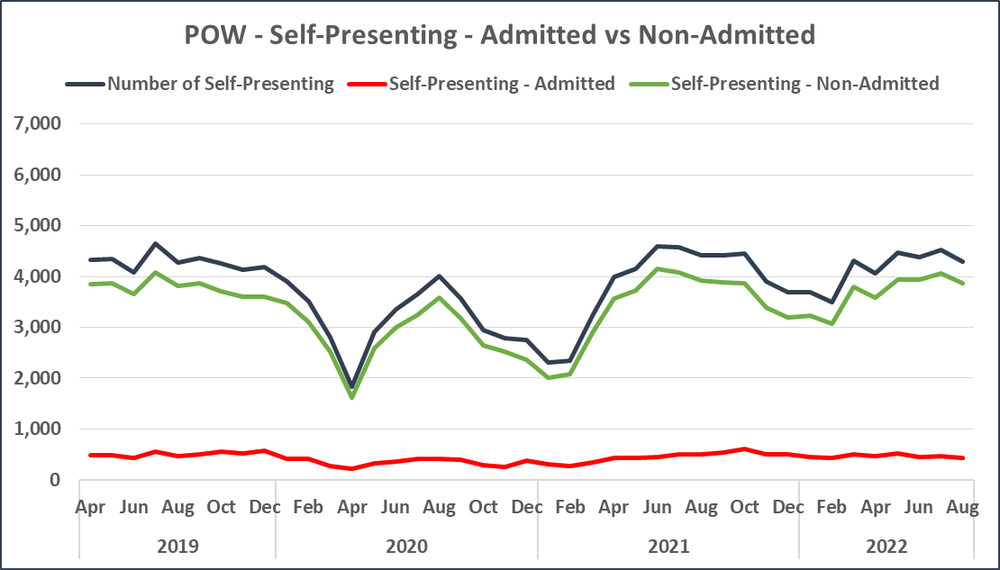 POW - Self-Presenting - Admitted vs Non-Admitted
Number of Self-Presenting Self-Presenting - Admitted Self-Presenting - Non-Admitted
7,000
6,000
5,000
4,000
3,000
2,000
1,000
0
Apr Jun Aug Oct Dec Feb Apr Jun Aug Oct Dec Feb Apr Jun Aug Oct Dec Feb Apr Jun Aug
2019 2020 2021 2022